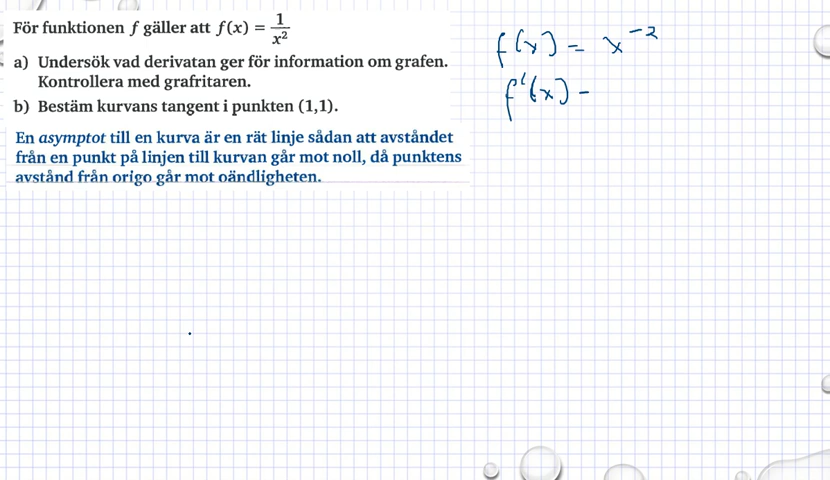 För funktionen f gäller att f(x) = 1/x²
a) Undersök vad derivatan ger för information om grafen.
Kontrollera med grafritaren.
b) Bestäm kurvans tangent i punkten (1,1).
En asymptot till en kurva är en rät linje sådan att avståndet
från en punkt på linjen till kurvan går mot noll, då punktens
avstånd från origo går mot oändligheten.
f(x) = x⁻²
f'(x) =